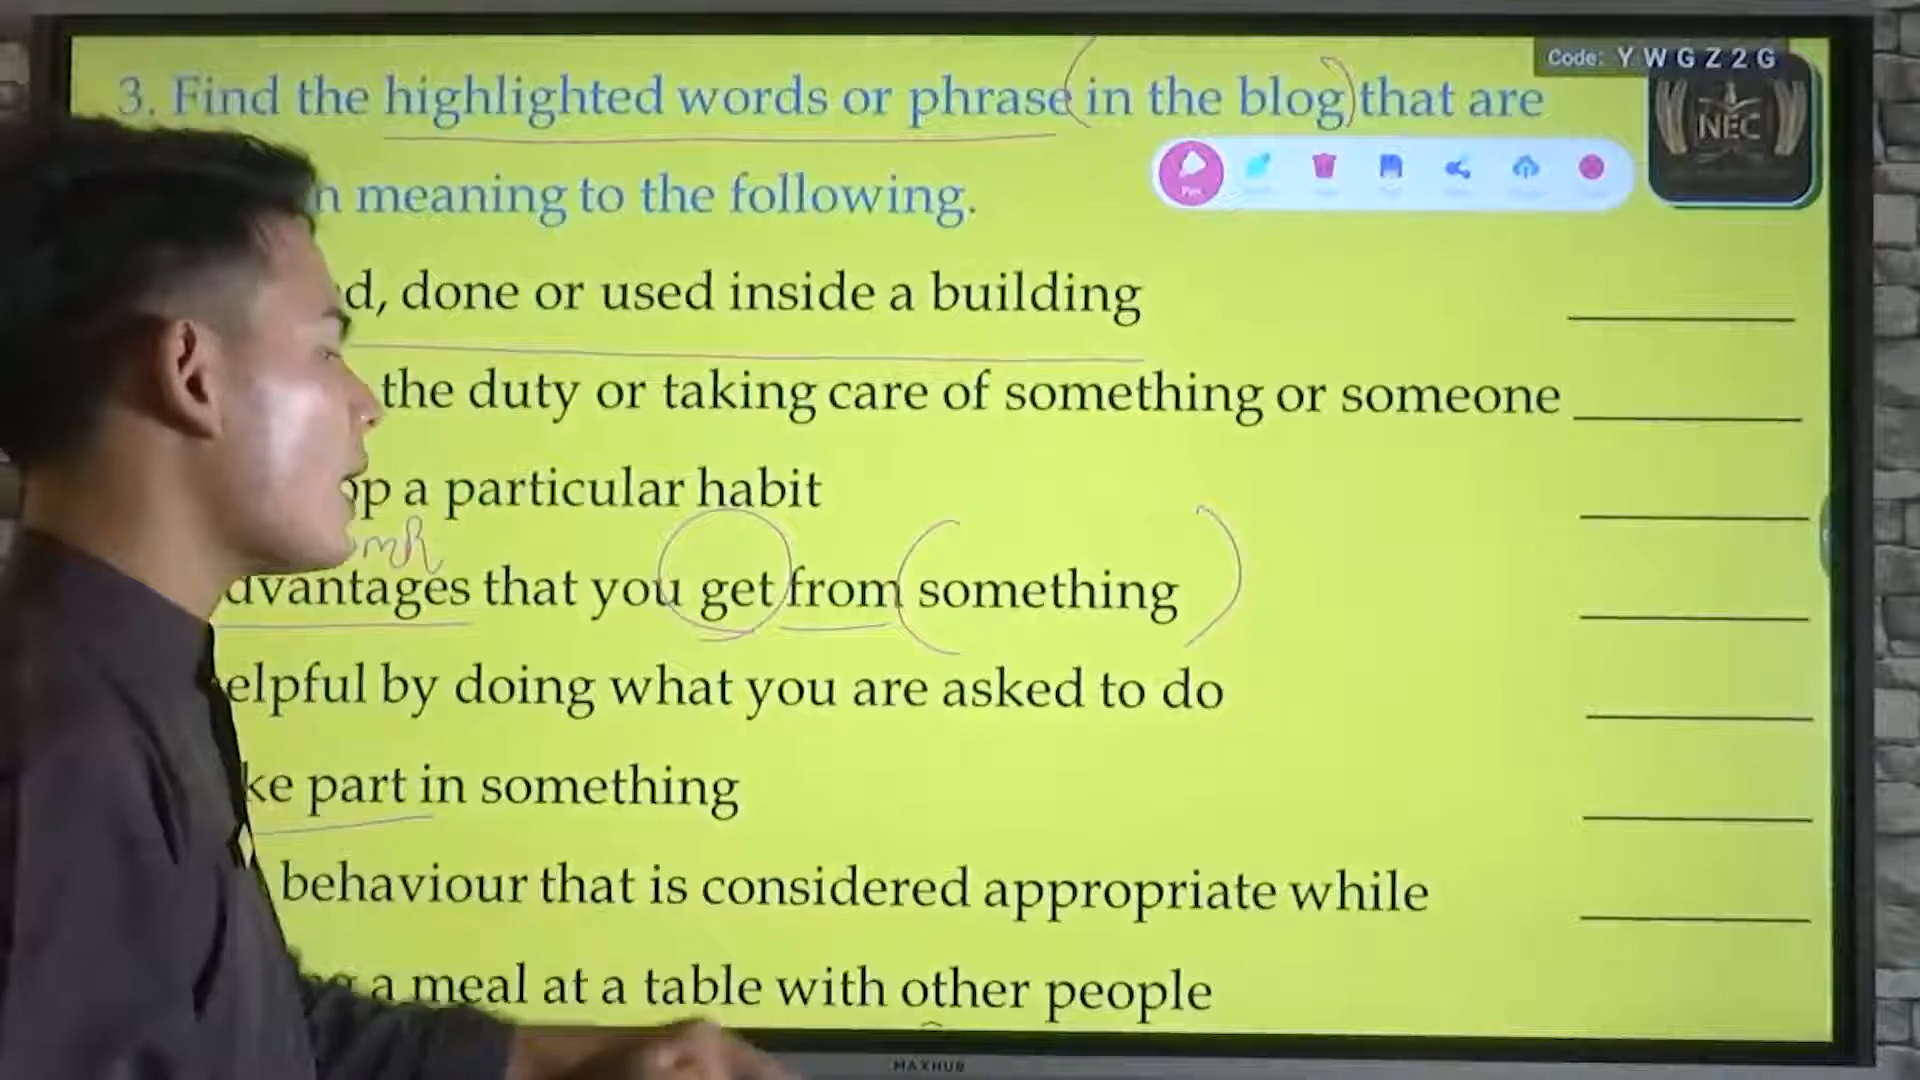 Code: Y W G Z 2 G
3. Find the highlighted words or phrase in the blog that are
NEC
meaning to the following.
done or used inside a building
the duty or taking care of something or someone
a particular habit
that you get from something
by doing what you are asked to do
part in something
behaviour that is considered appropriate while
a meal at a table with other people
MAXHUB